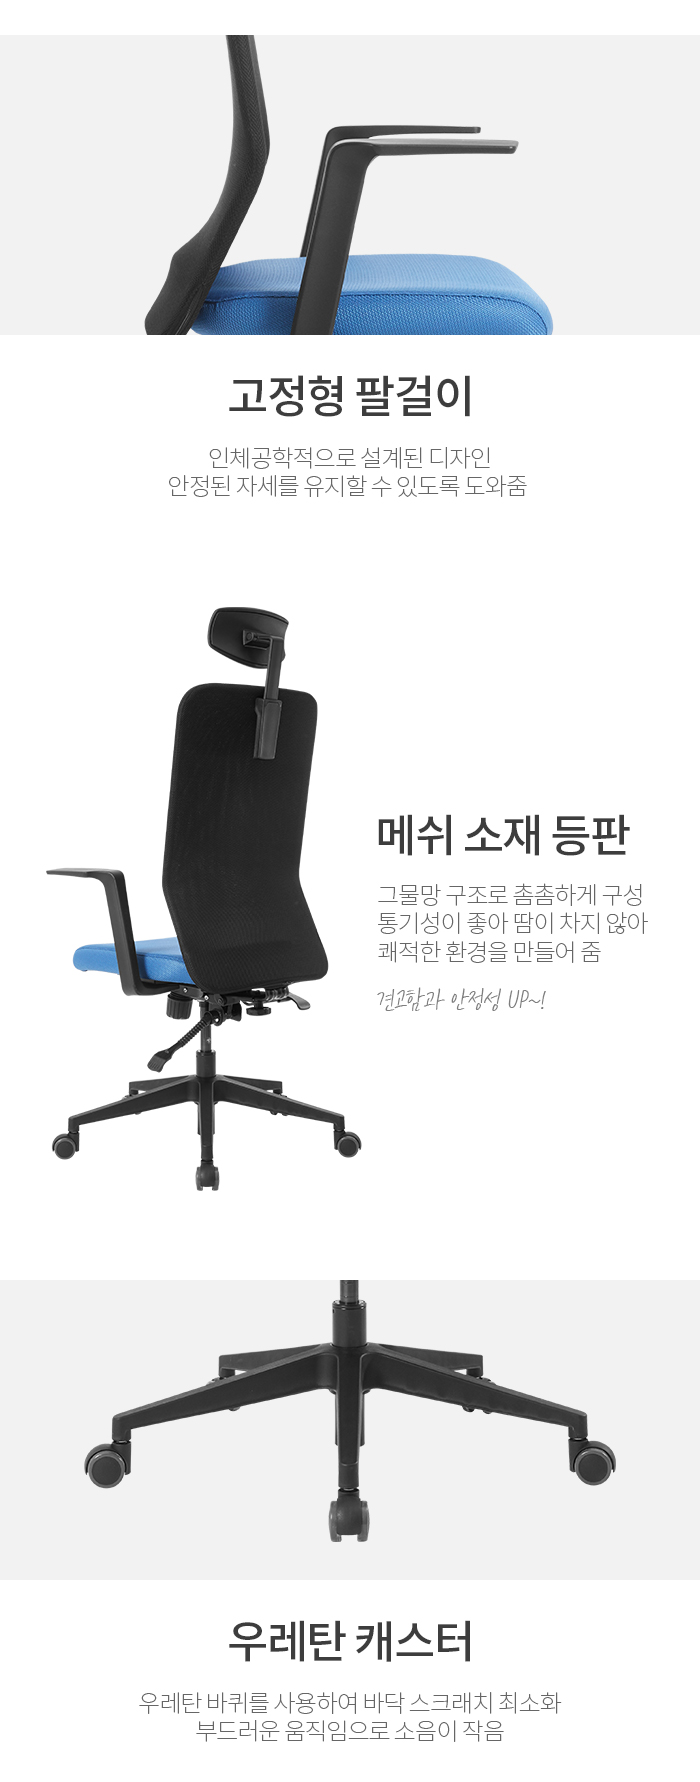 고정형 팔걸이
인체공학적으로 설계된 디자인
안정된 자세를 유지할 수 있도록 도와줌
메쉬 소재 등판
그물망 구조로 촘촘하게 구성
통기성이 좋아 땀이 차지 않아
쾌적한 환경을 만들어 줌
견고함과 안정성 UP~!
우레탄 캐스터
우레탄 바퀴를 사용하여 바닥 스크래치 최소화
부드러운 움직임으로 소음이 작음